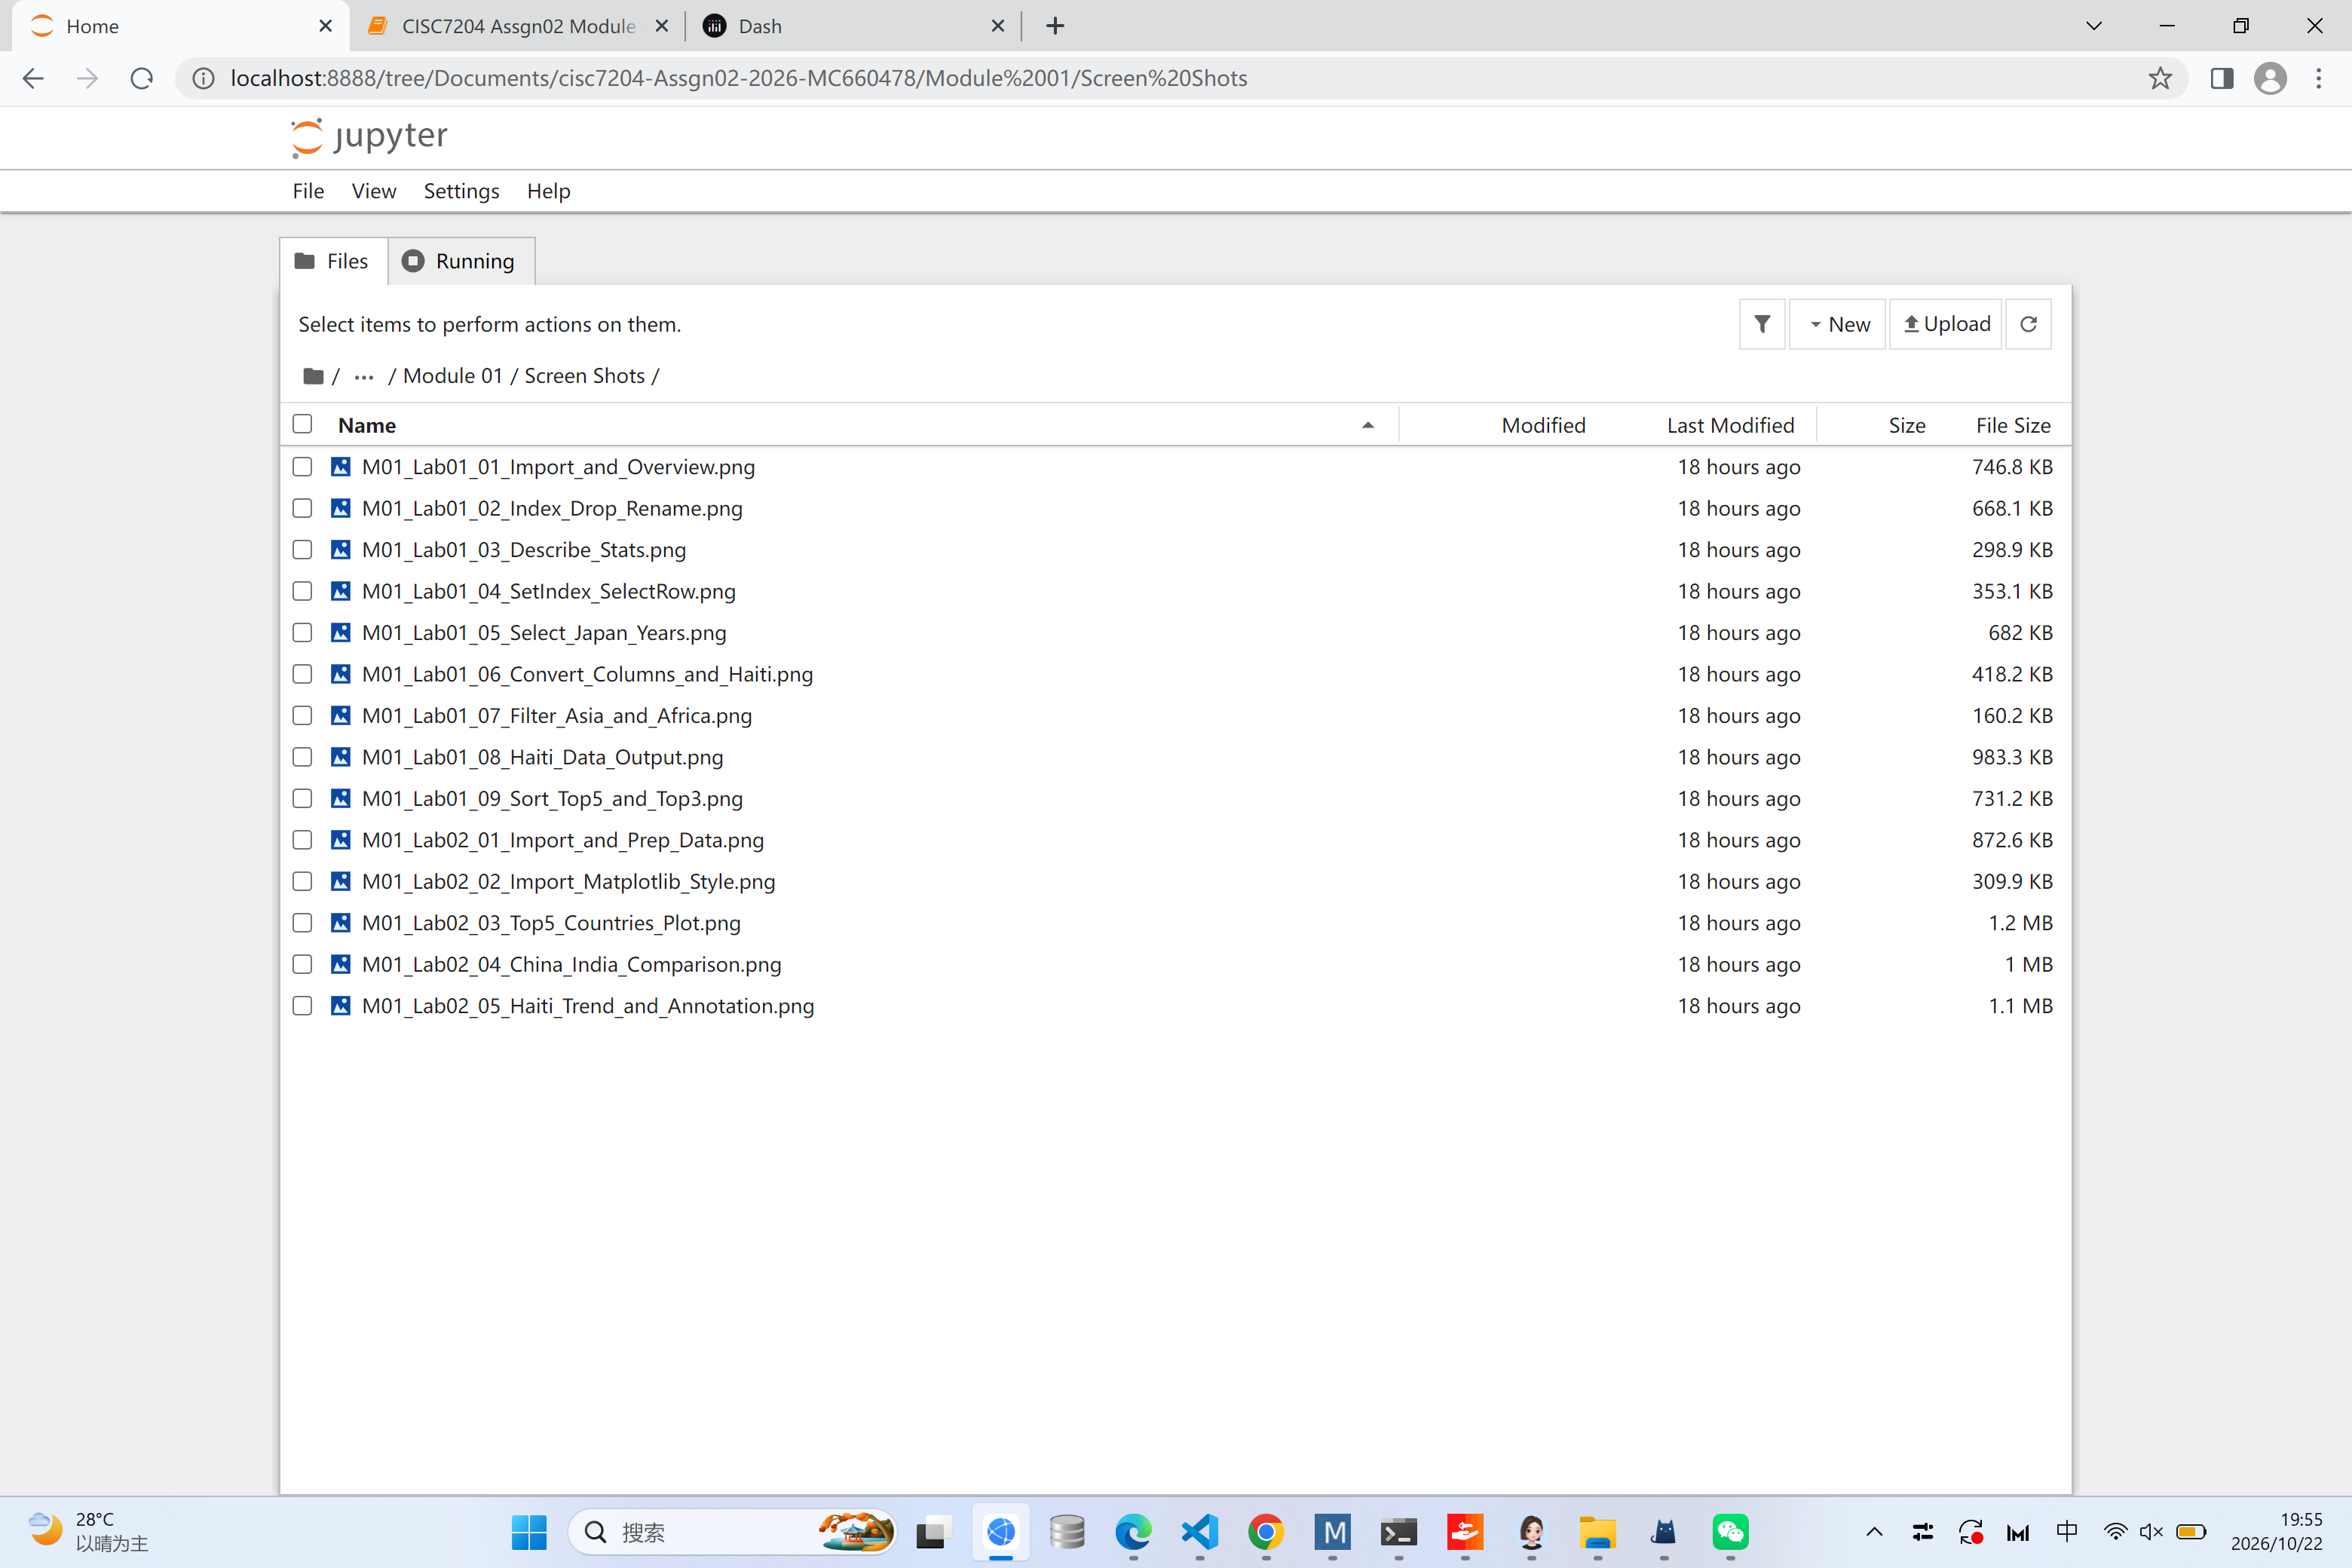 Home
CISC7204 Assgn02 Module
Dash
localhost:8888/tree/Documents/cisc7204-Assgn02-2026-MC660478/Module%2001/Screen%20Shots
jupyter
File View Settings Help
Files Running
Select items to perform actions on them.
New Upload
/ ... / Module 01 / Screen Shots /
Name Modified Last Modified Size File Size
M01_Lab01_01_Import_and_Overview.png 18 hours ago 746.8 KB
M01_Lab01_02_Index_Drop_Rename.png 18 hours ago 668.1 KB
M01_Lab01_03_Describe_Stats.png 18 hours ago 298.9 KB
M01_Lab01_04_SetIndex_SelectRow.png 18 hours ago 353.1 KB
M01_Lab01_05_Select_Japan_Years.png 18 hours ago 682 KB
M01_Lab01_06_Convert_Columns_and_Haiti.png 18 hours ago 418.2 KB
M01_Lab01_07_Filter_Asia_and_Africa.png 18 hours ago 160.2 KB
M01_Lab01_08_Haiti_Data_Output.png 18 hours ago 983.3 KB
M01_Lab01_09_Sort_Top5_and_Top3.png 18 hours ago 731.2 KB
M01_Lab02_01_Import_and_Prep_Data.png 18 hours ago 872.6 KB
M01_Lab02_02_Import_Matplotlib_Style.png 18 hours ago 309.9 KB
M01_Lab02_03_Top5_Countries_Plot.png 18 hours ago 1.2 MB
M01_Lab02_04_China_India_Comparison.png 18 hours ago 1 MB
M01_Lab02_05_Haiti_Trend_and_Annotation.png 18 hours ago 1.1 MB
28°C
以晴为主
搜索
M
中
19:55
2026/10/22